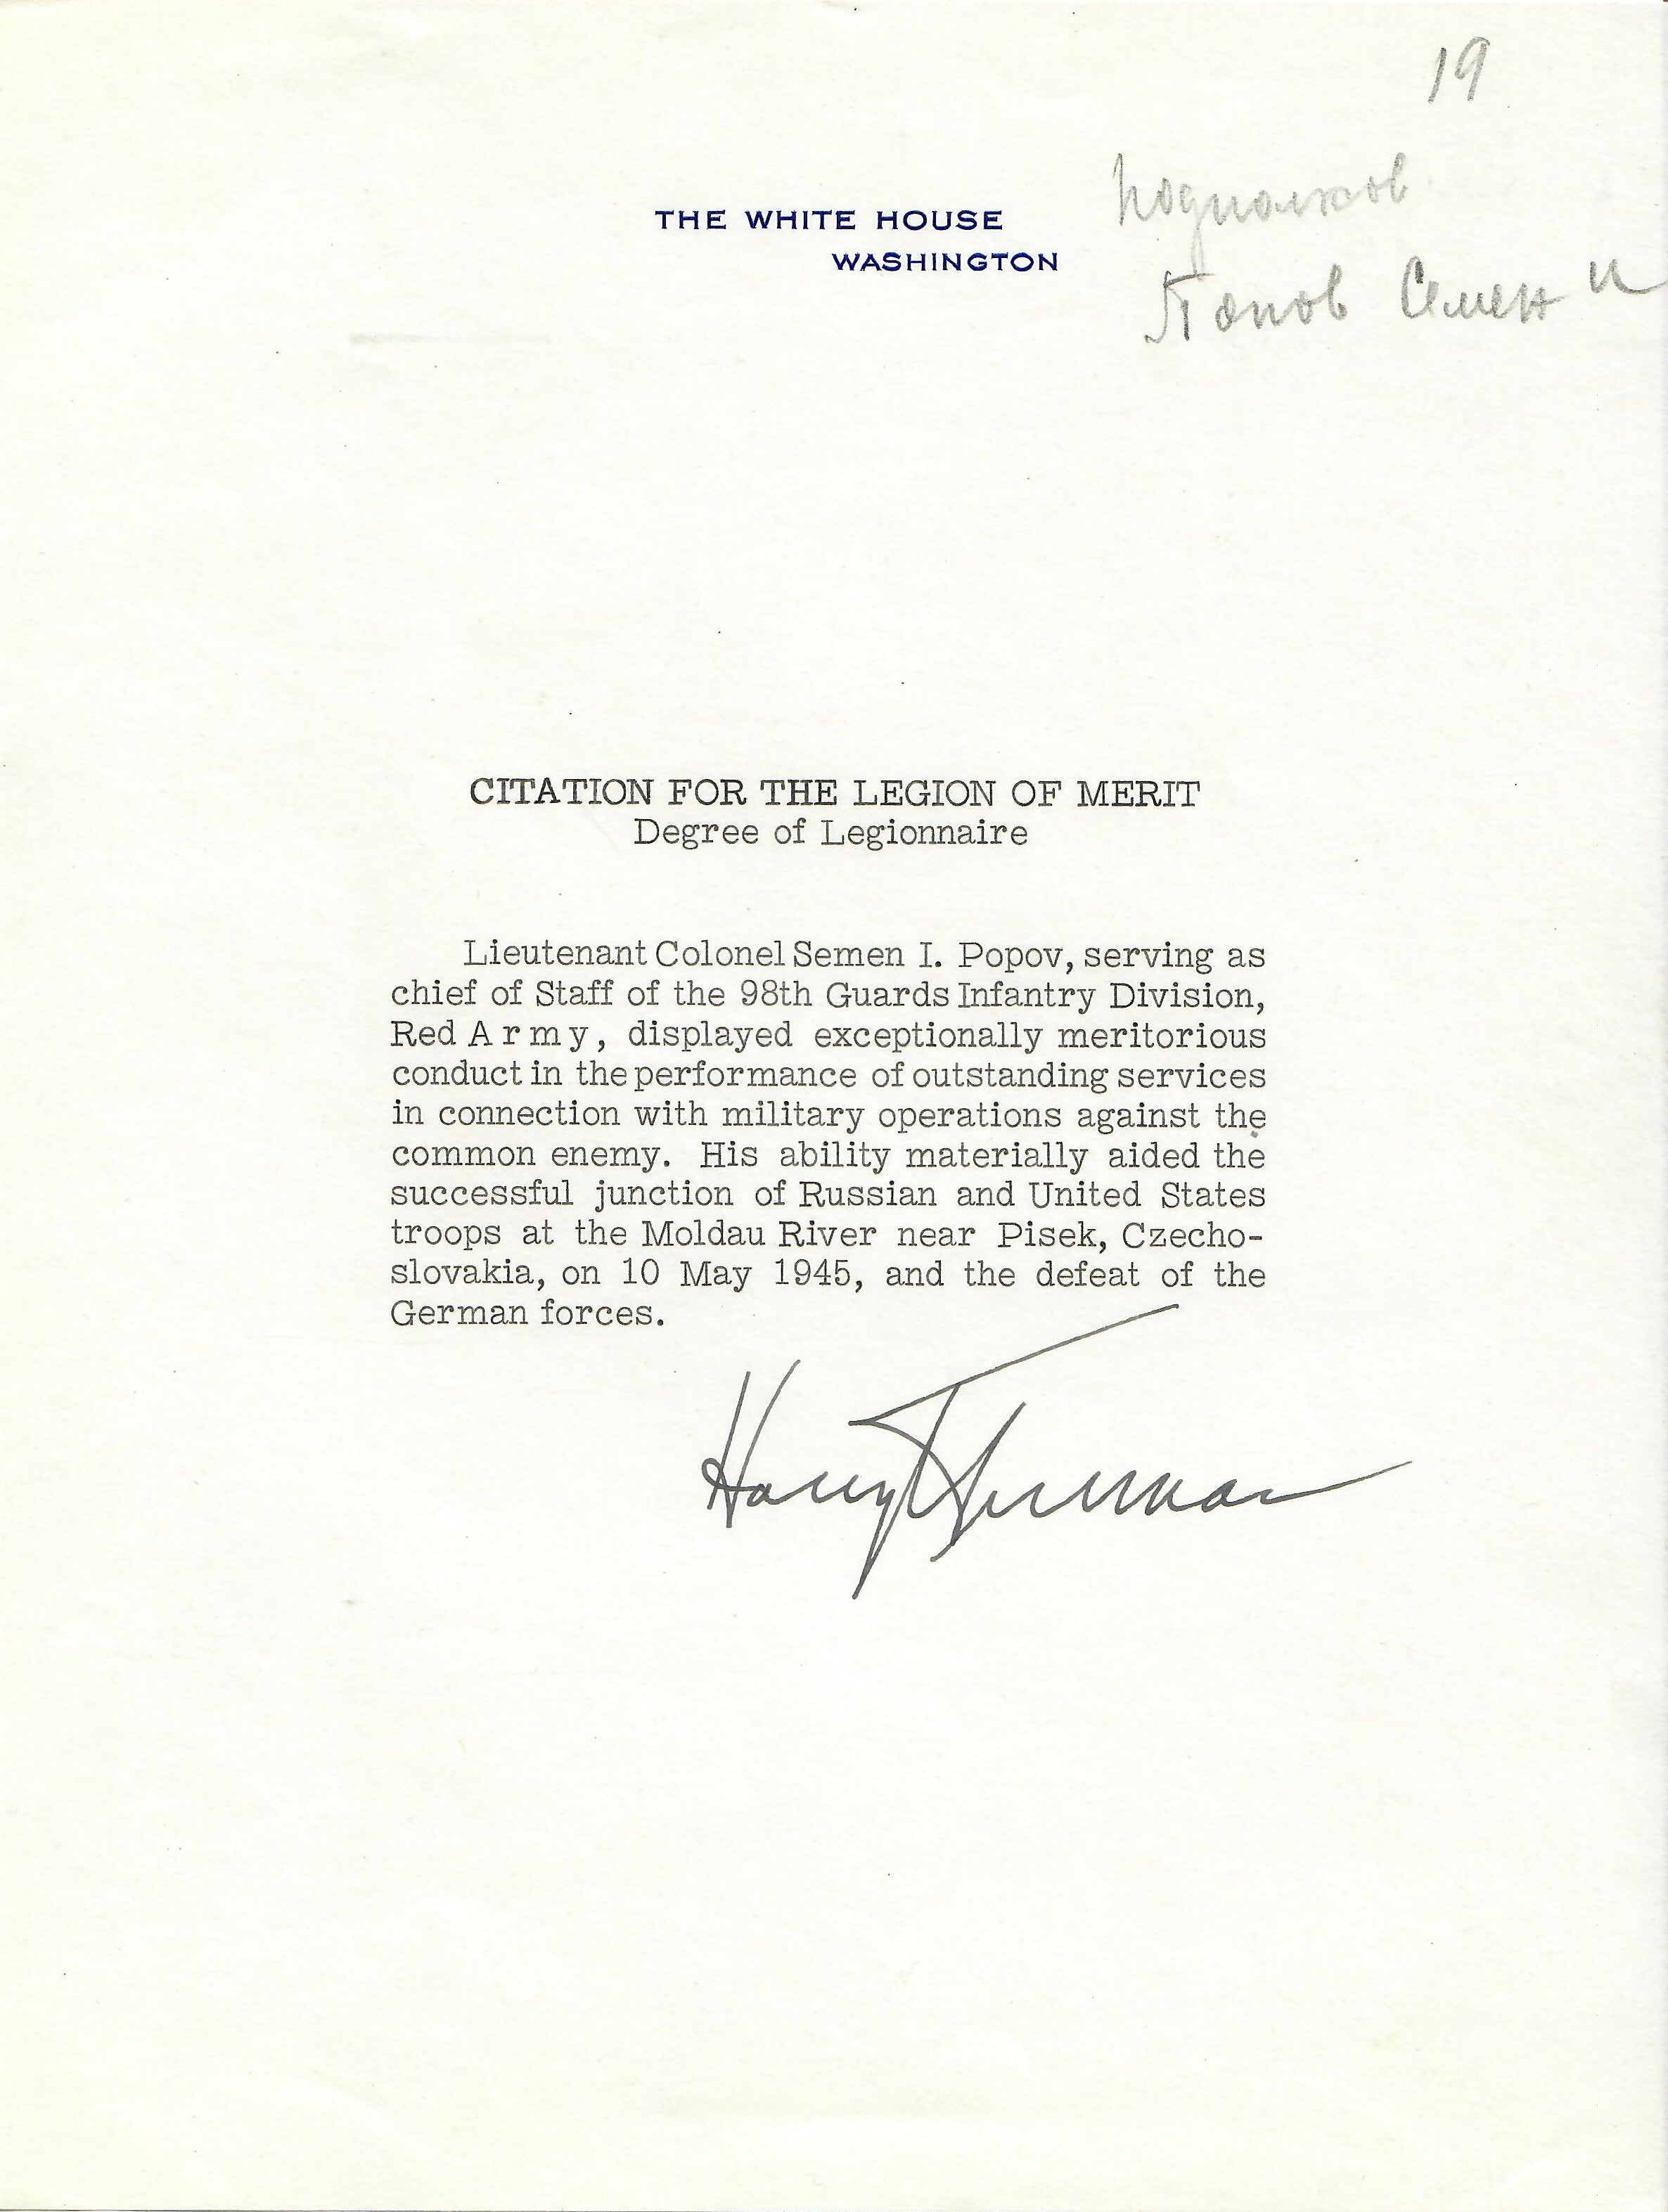 19
подполков
THE WHITE HOUSE
WASHINGTON
Попов Семен И
CITATION FOR THE LEGION OF MERIT
Degree of Legionnaire
Lieutenant Colonel Semen I. Popov, serving as
chief of Staff of the 98th Guards Infantry Division,
Red Army, displayed exceptionally meritorious
conduct in the performance of outstanding services
in connection with military operations against the
common enemy. His ability materially aided the
successful junction of Russian and United States
troops at the Moldau River near Pisek, Czecho-
slovakia, on 10 May 1945, and the defeat of the
German forces.
Harry Truman